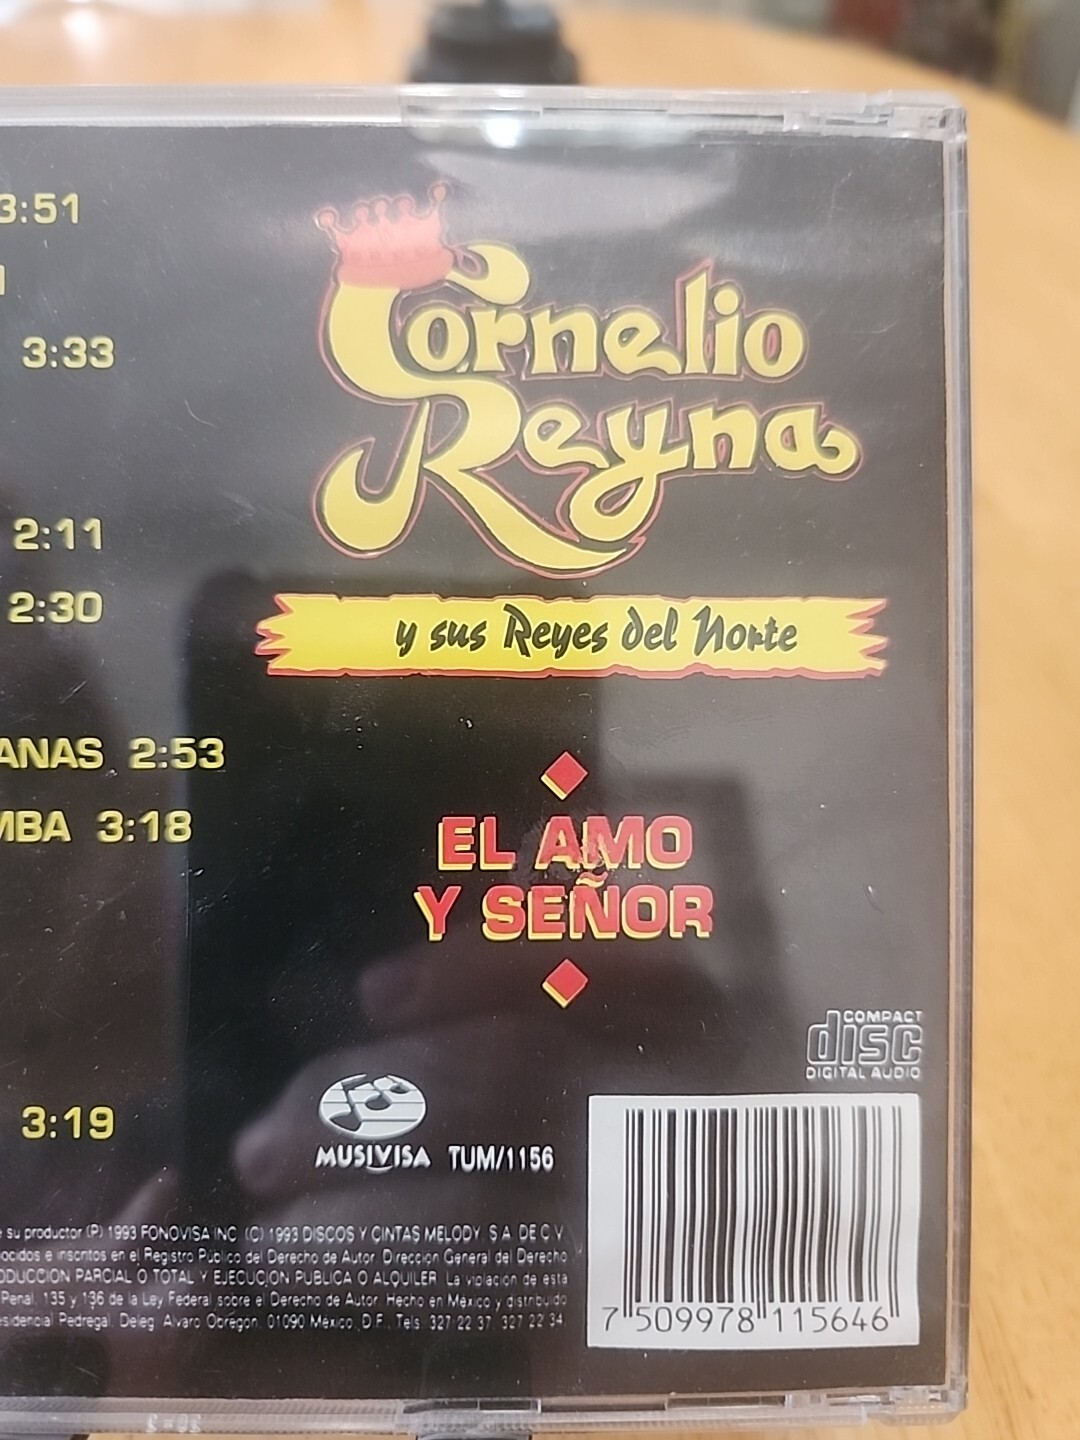 3:51
3:33
2:11
2:30
ANAS 2:53
MBA 3:18
3:19
Cornelio
Reyna
y sus Reyes del Norte
EL AMO
Y SEÑOR
COMPACT
disc
DIGITAL AUDIO
MUSIVISA TUM/1156
su productor (P) 1993 FONOVISA INC. (C) 1993 DISCOS Y CINTAS MELODY S.A. DE C.V.
ocidos e inscritos en el Registro Público del Derecho de Autor. Dirección General del Derecho
ODUCCION PARCIAL O TOTAL Y EJECUCION PUBLICA O ALQUILER. La violación de esta
Penal. 135 y 136 de la Ley Federal sobre el Derecho de Autor. Hecho en México y distribuido
esidencial Pedregal, Deleg. Alvaro Obregon, 01090 México, D.F., Tels. 327 22 37, 327 22 34.
7 509978 115646